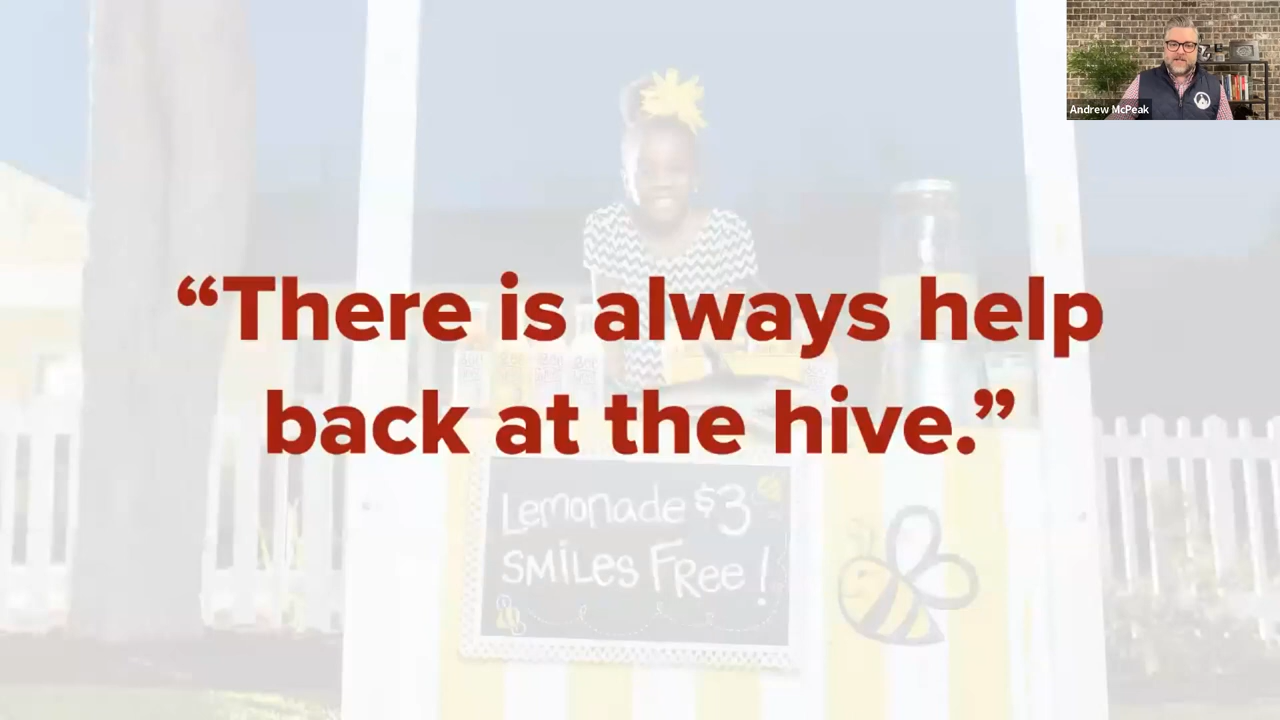 Andrew McPeak
“There is always help
back at the hive.”
Lemonade $3
SMiLes FRee!